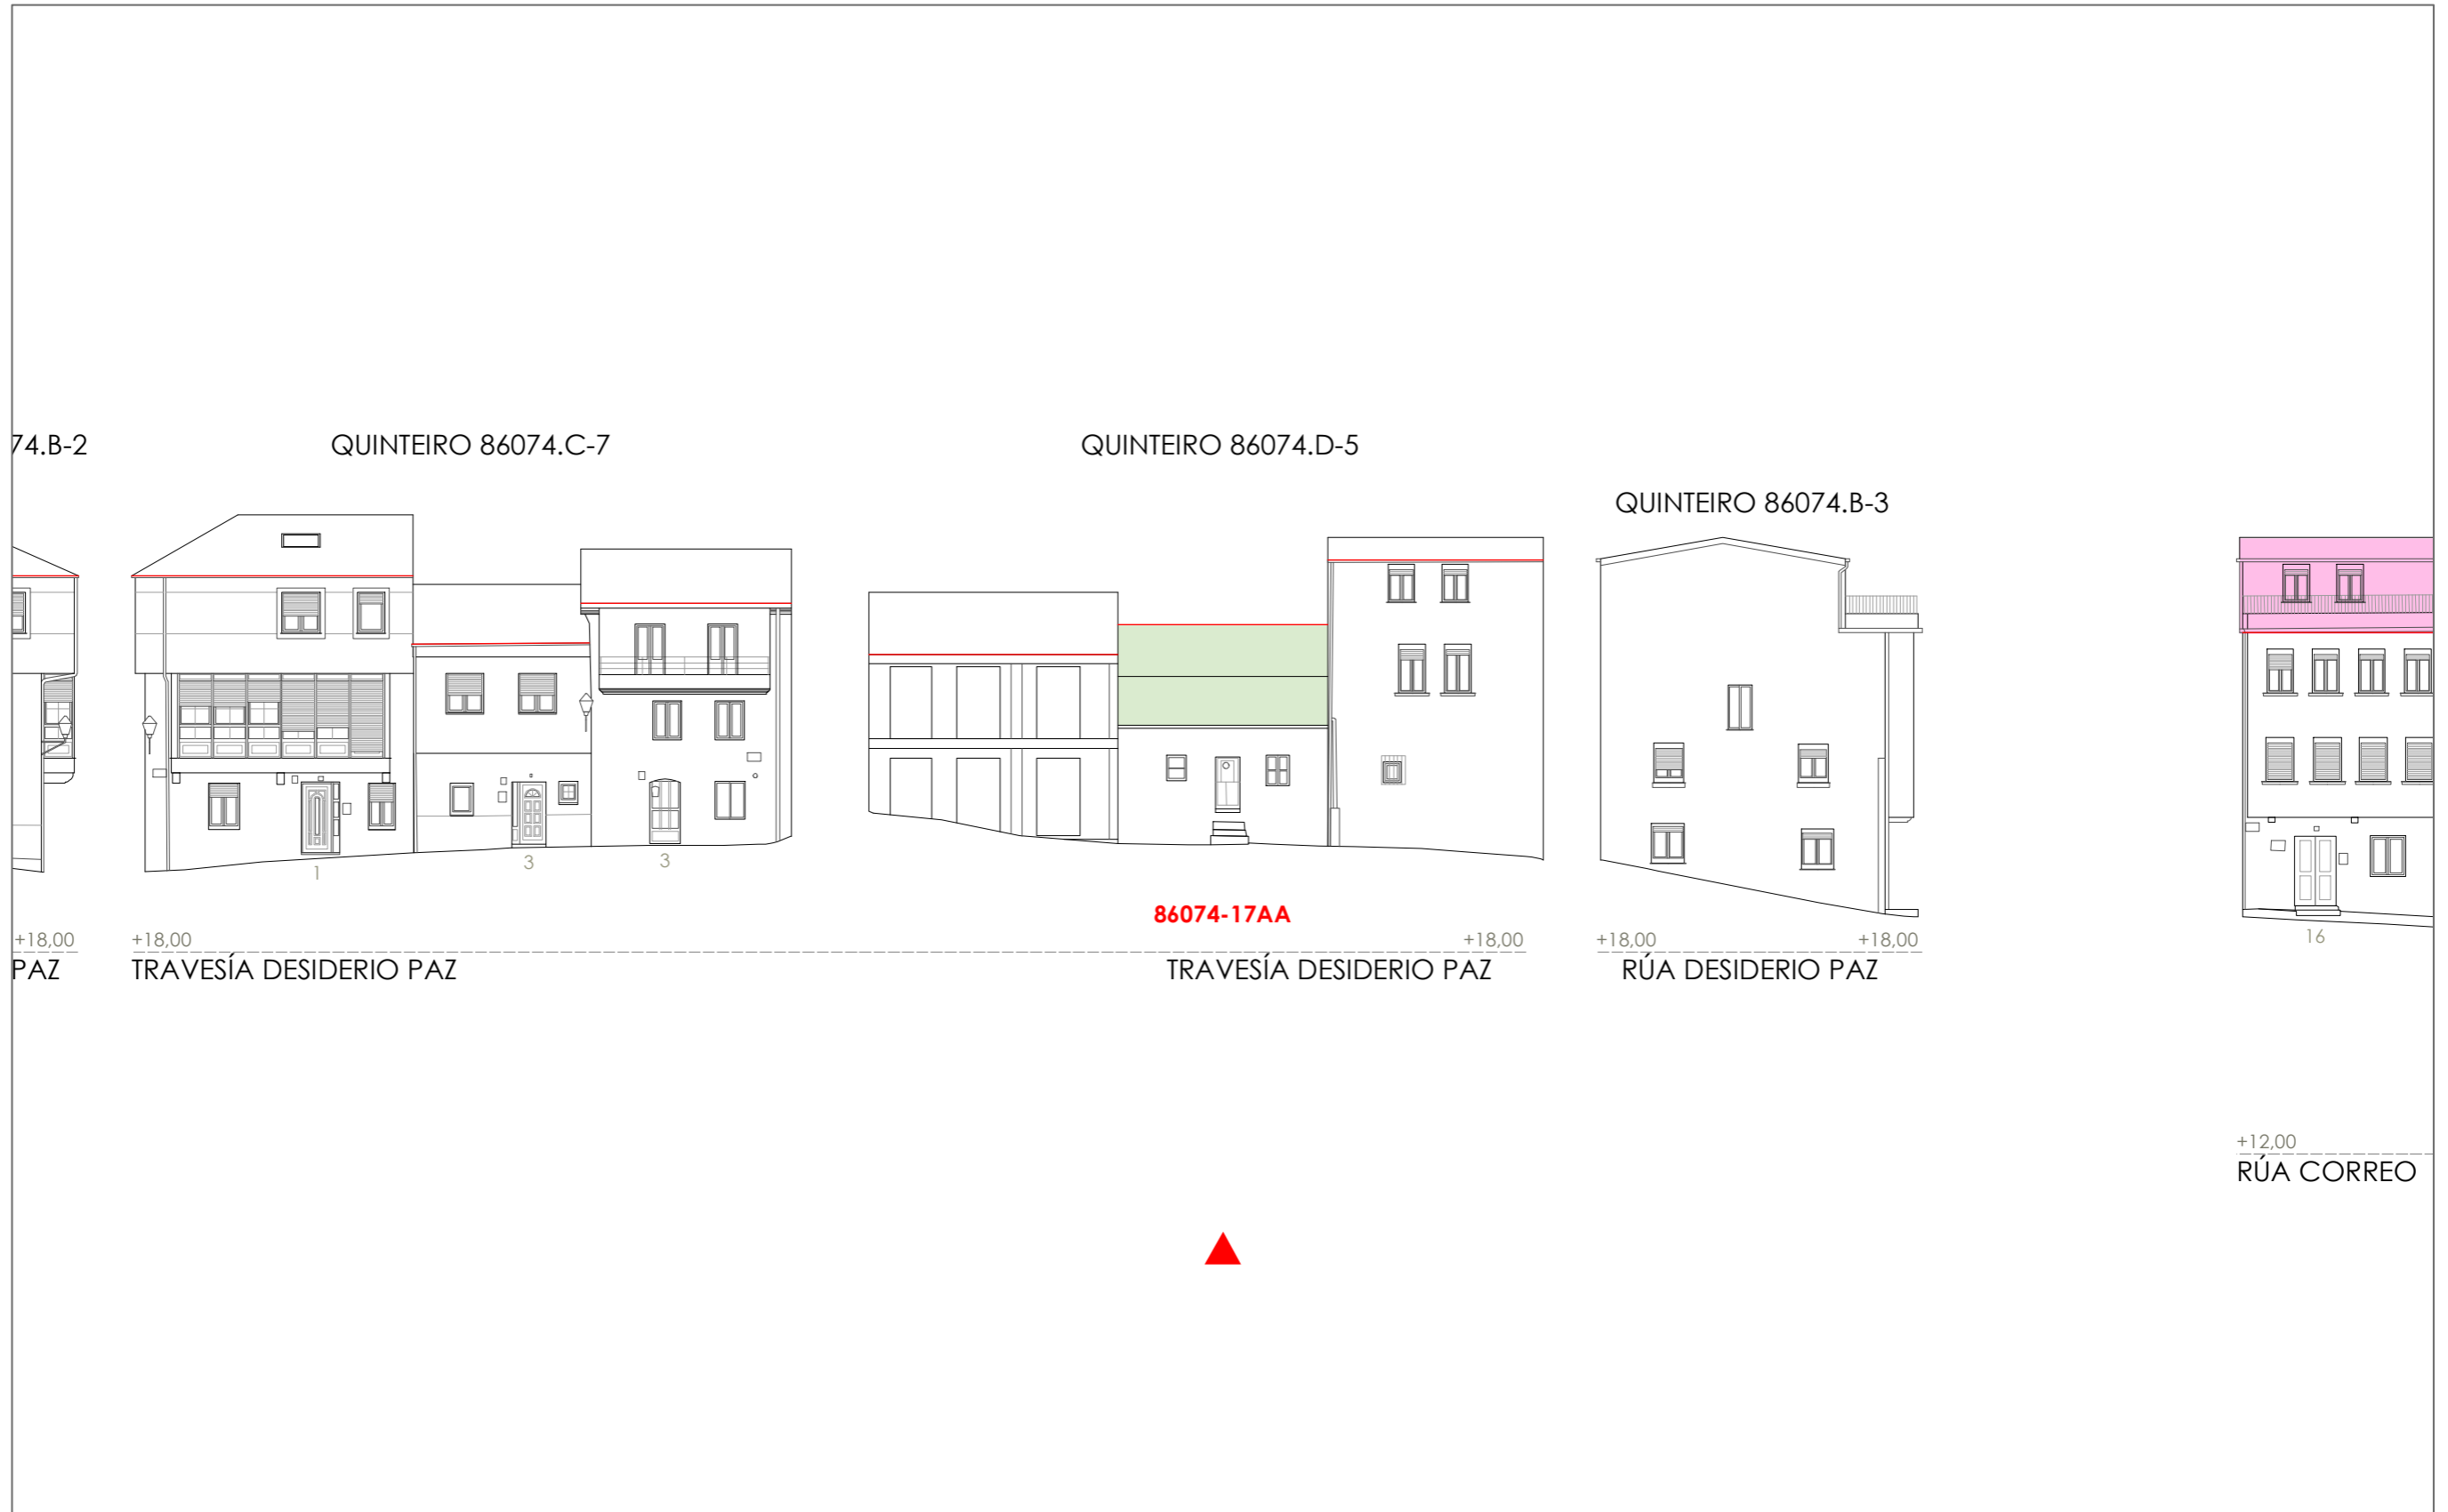 74.B-2
QUINTEIRO 86074.C-7
QUINTEIRO 86074.D-5
QUINTEIRO 86074.B-3
1
3
3
16
86074-17AA
+18,00
+18,00
+18,00
+18,00
+18,00
PAZ
TRAVESÍA DESIDERIO PAZ
TRAVESÍA DESIDERIO PAZ
RÚA DESIDERIO PAZ
+12,00
RÚA CORREO